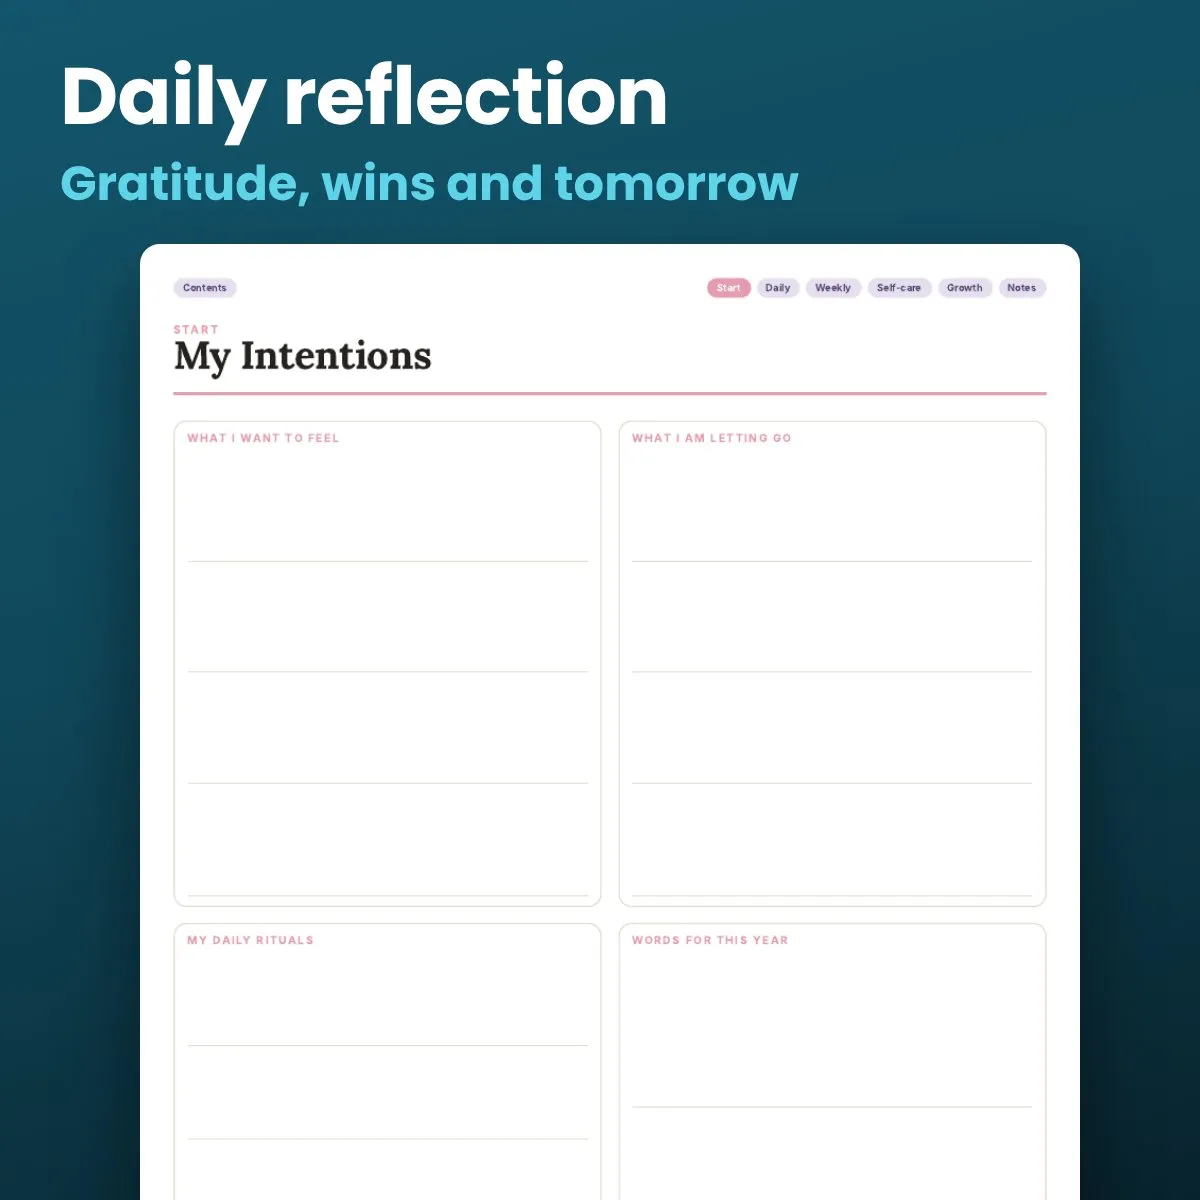 Daily reflection
Gratitude, wins and tomorrow
Contents
Start Daily Weekly Self-care Growth Notes
START
My Intentions
WHAT I WANT TO FEEL
WHAT I AM LETTING GO
MY DAILY RITUALS
WORDS FOR THIS YEAR